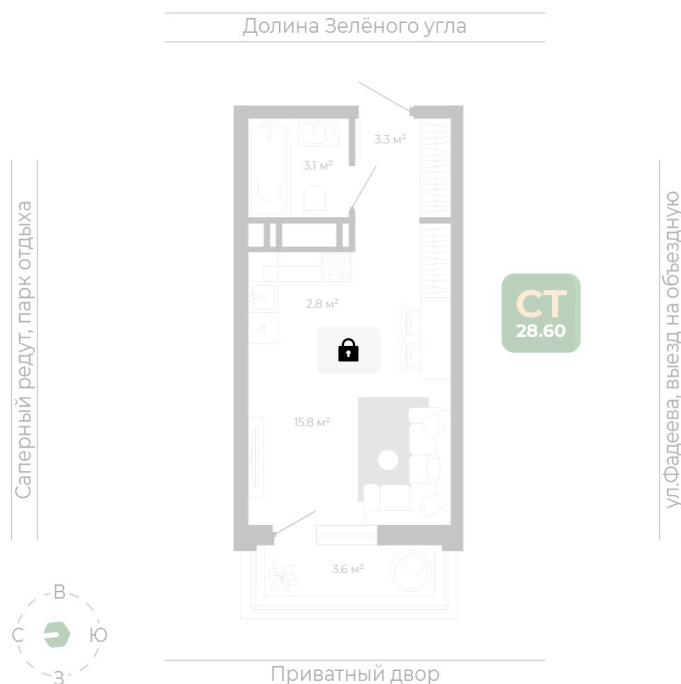 Долина Зелёного угла
3.3 м²
3.1 м²
Саперный редут, парк отдыха
ул.Фадеева, выезд на объездную
СТ
28.60
2.8 м²
15.8 м²
3.6 м²
В
С
Ю
З
Приватный двор